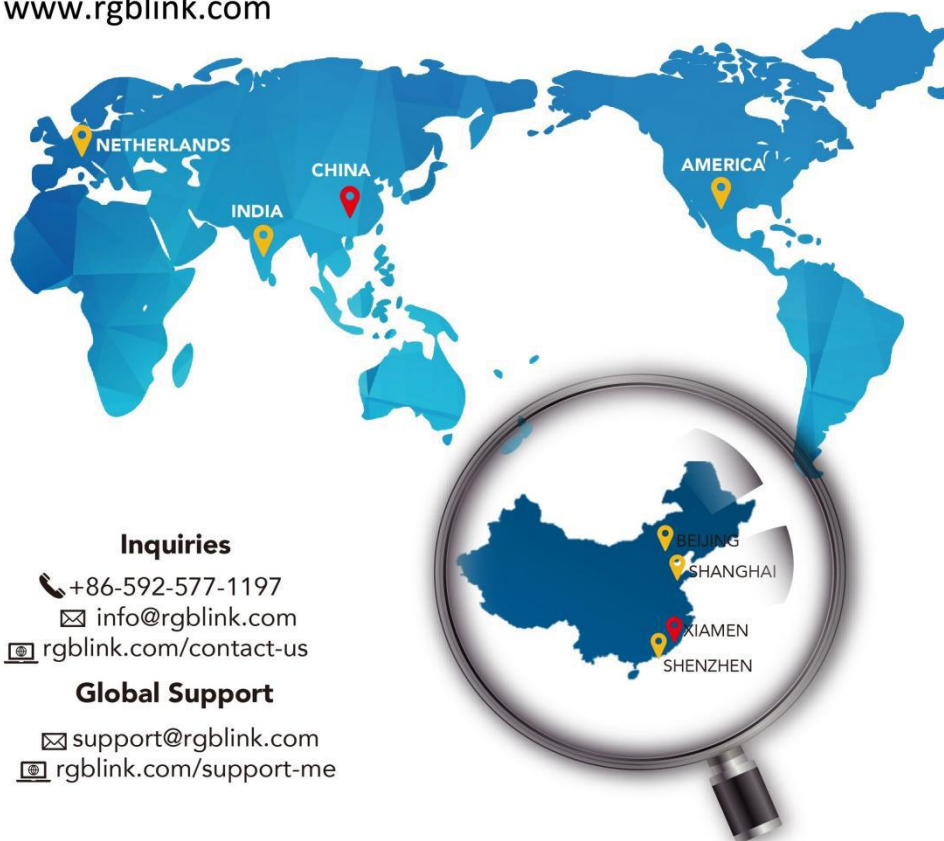 www.rgblink.com
NETHERLANDS
CHINA
INDIA
AMERICA
Inquiries
+86-592-577-1197
info@rgblink.com
rgblink.com/contact-us
Global Support
support@rgblink.com
rgblink.com/support-me
BEIJING
SHANGHAI
XIAMEN
SHENZHEN